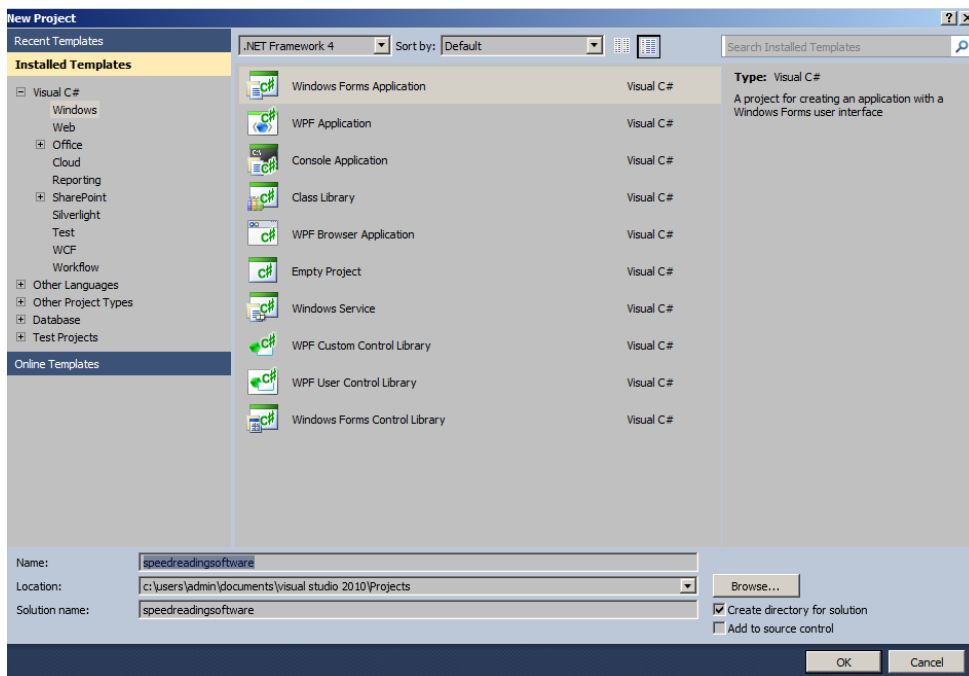 New Project
Recent Templates
Installed Templates
Visual C#
Windows
Web
Office
Cloud
Reporting
SharePoint
Silverlight
Test
WCF
Workflow
Other Languages
Other Project Types
Database
Test Projects
Online Templates
.NET Framework 4 Sort by: Default
Search Installed Templates
Windows Forms Application Visual C#
WPF Application Visual C#
Console Application Visual C#
Class Library Visual C#
WPF Browser Application Visual C#
Empty Project Visual C#
Windows Service Visual C#
WPF Custom Control Library Visual C#
WPF User Control Library Visual C#
Windows Forms Control Library Visual C#
Type: Visual C#
A project for creating an application with a
Windows Forms user interface
Name: speedreadingsoftware
Location: c:\users\admin\documents\visual studio 2010\Projects
Browse...
Solution name: speedreadingsoftware
Create directory for solution
Add to source control
OK Cancel